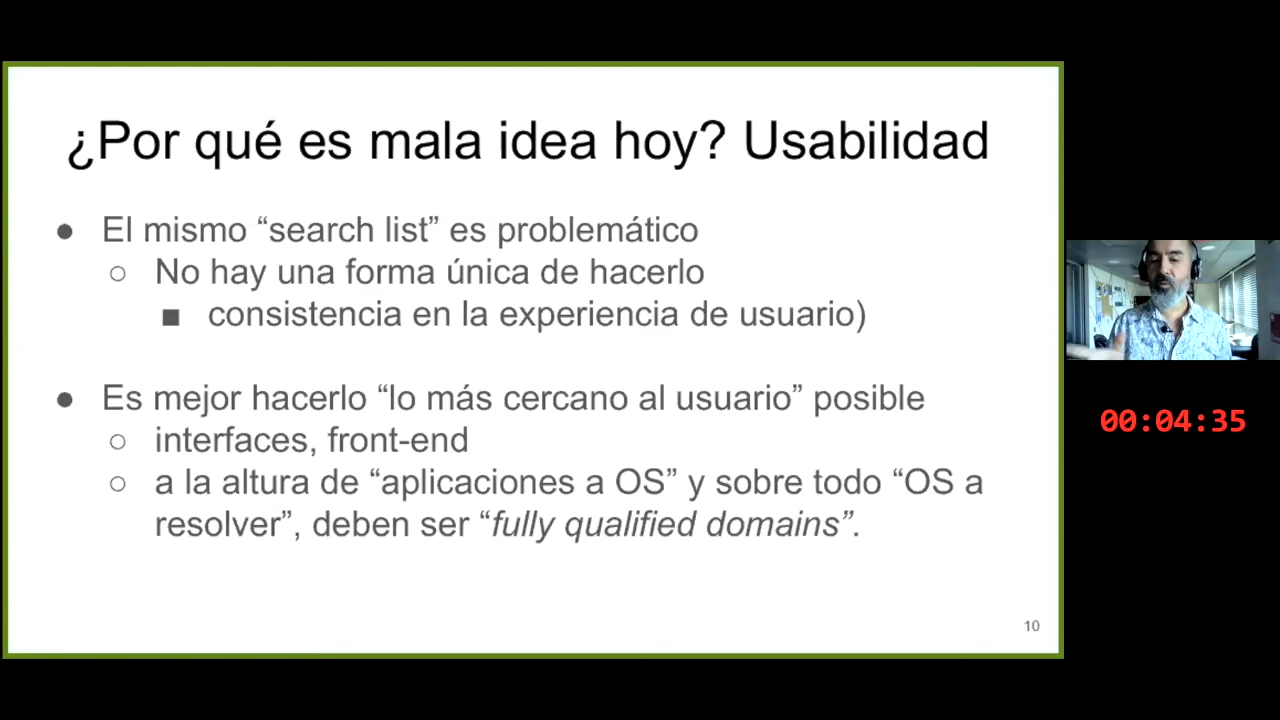 ¿Por qué es mala idea hoy? Usabilidad
● El mismo “search list” es problemático
○ No hay una forma única de hacerlo
■ consistencia en la experiencia de usuario)
● Es mejor hacerlo “lo más cercano al usuario” posible
○ interfaces, front-end
○ a la altura de “aplicaciones a OS” y sobre todo “OS a
resolver”, deben ser “fully qualified domains”.
10
00:04:35